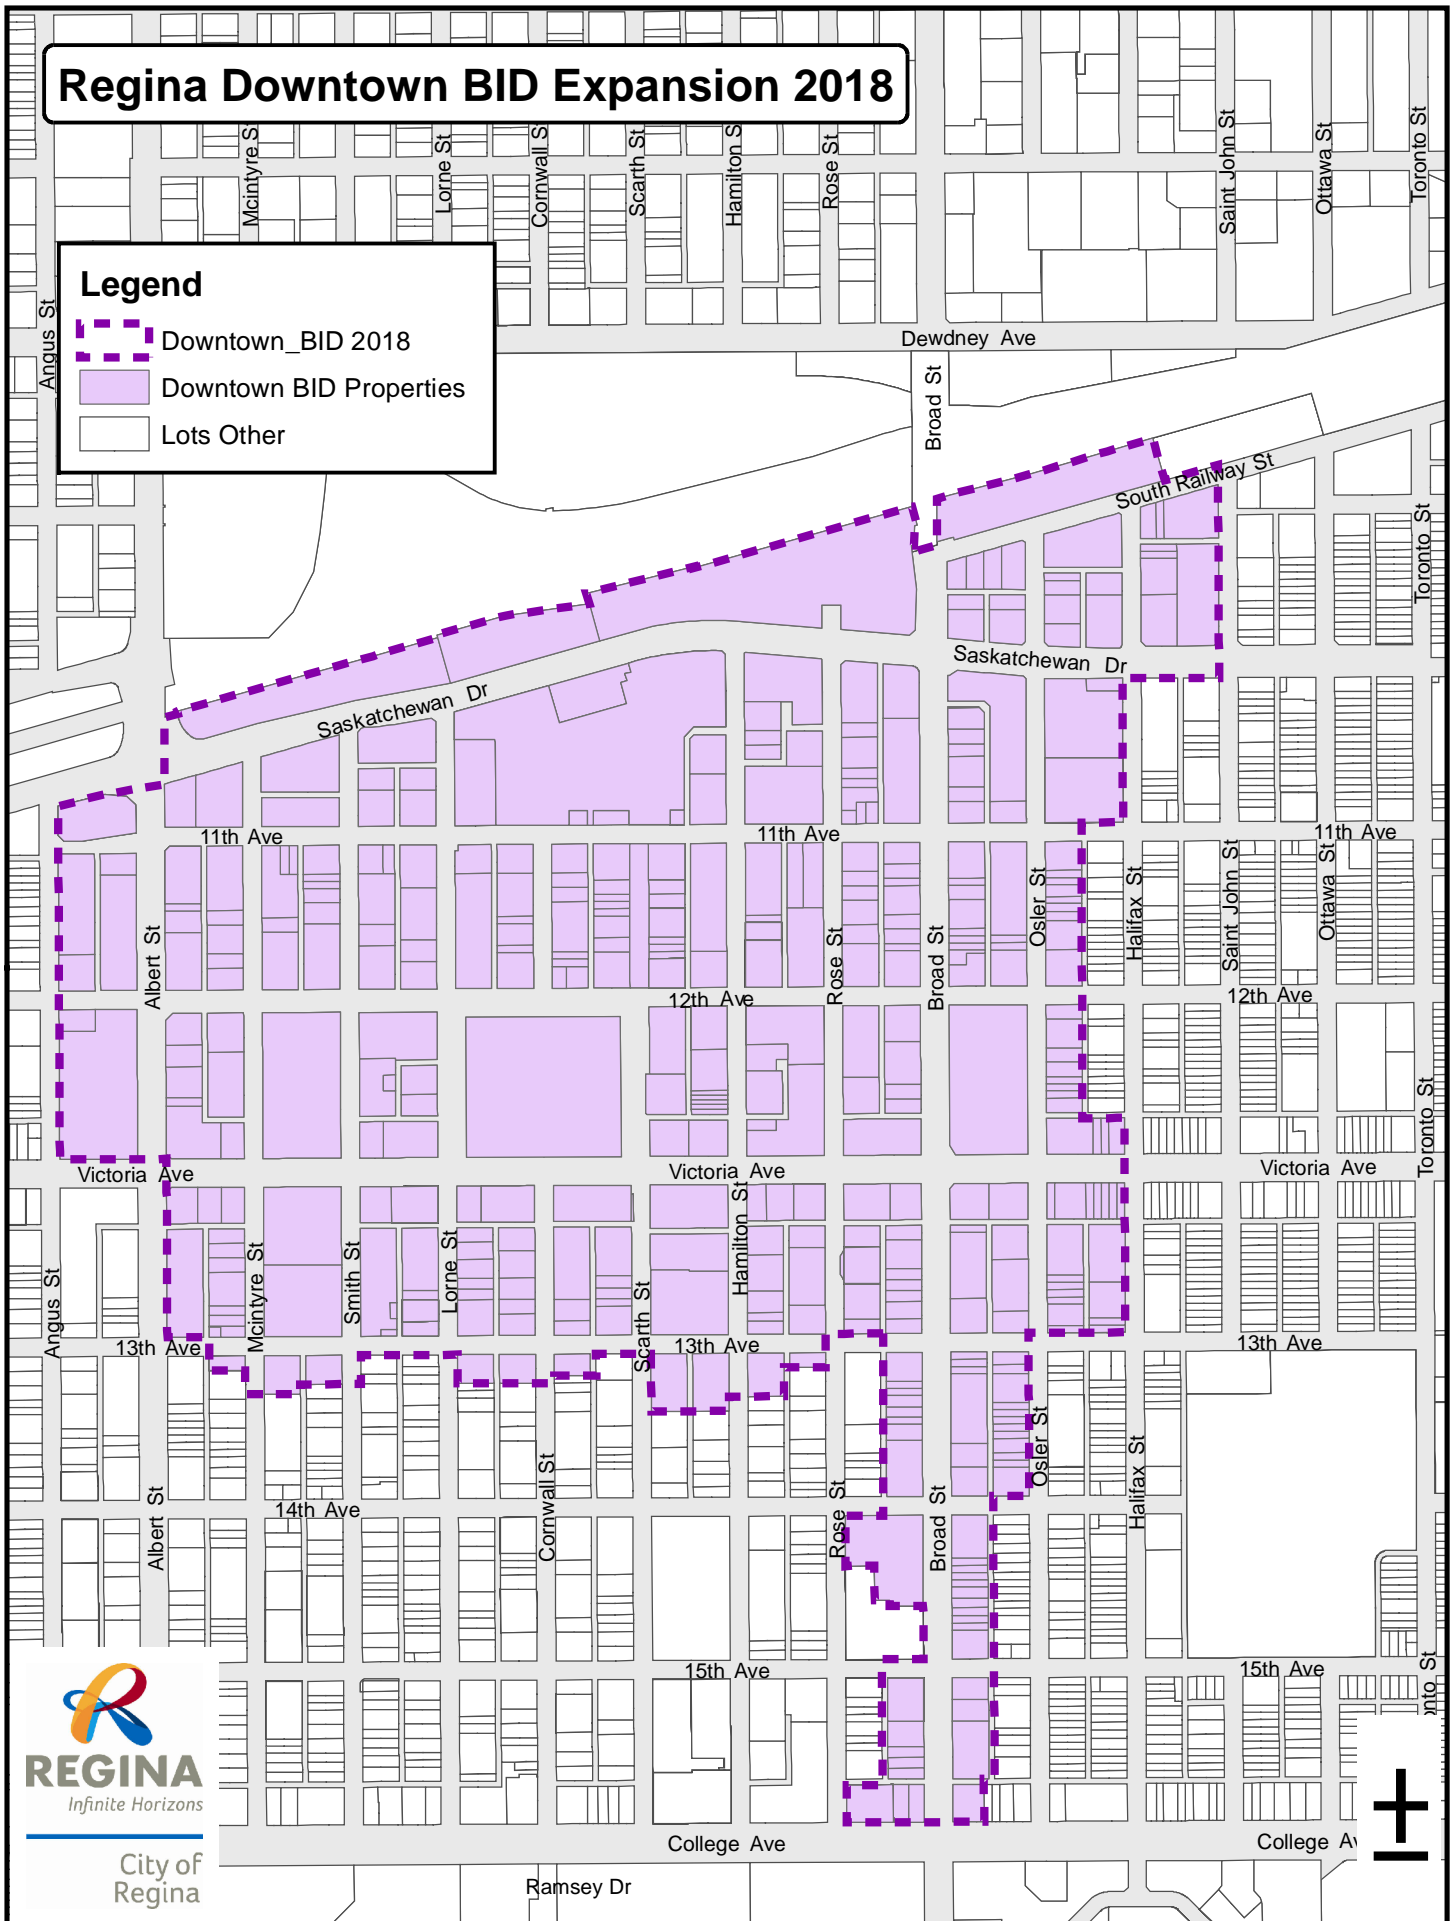 Regina Downtown BID Expansion 2018
Mcintyre St
Lorne St
Cornwall St
Scarth St
Hamilton S
Rose St
Saint John St
Ottawa St
Toronto St
Legend
Downtown_BID 2018
Downtown BID Properties
Lots Other
Angus St
Dewdney Ave
Broad St
South Railway St
Toronto St
Saskatchewan Dr
Saskatchewan Dr
11th Ave
11th Ave
11th Ave
Albert St
Rose St
Broad St
Osler St
Halifax St
Saint John St
Ottawa St
12th Ave
12th Ave
Toronto St
Victoria Ave
Victoria Ave
Victoria Ave
Angus St
Mcintyre St
Smith St
Lorne St
Scarth St
Hamilton St
13th Ave
13th Ave
13th Ave
Albert St
14th Ave
Cornwall St
Rose St
Broad St
Osler St
Halifax St
15th Ave
15th Ave
onto St
REGINA
Infinite Horizons
City of
Regina
College Ave
College Av
Ramsey Dr